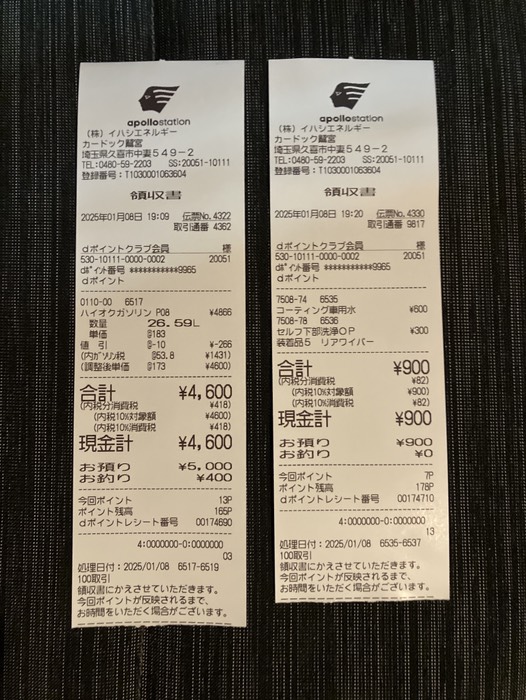 apollostation
(株)イハシエネルギー
カードック鷲宮
埼玉県久喜市中妻549-2
TEL:0480-59-2203 SS:20051-10111
登録番号:T1030001063604
領収書
2025年01月08日 19:09 伝票No. 4322
取引通番 4362
dポイントクラブ会員 様
530-10111-0000-0002 20051
dポイント番号 ***********9965
dポイント
0110-00 6517
ハイオクガソリン P08 ¥4866
数量 26.59L
単価 @183
値 引 @-10 ¥-266
(内ガソリン税 @53.8 ¥1431)
(調整後単価 @173 ¥4600)
合計 ¥4,600
(内税分消費税 ¥418)
(内税10%対象額 ¥4600)
(内税10%消費税 ¥418)
現金計 ¥4,600
お預り ¥5,000
お釣り ¥400
今回ポイント 13P
ポイント残高 165P
dポイントレシート番号 00174690
4:0000000-0:0000000
03
処理日付:2025/01/08 6517-6519
100取引
領収書にかえさせていただきます。
今回ポイントが反映されるまで、
お時間をいただく場合がございます。
apollostation
(株)イハシエネルギー
カードック鷲宮
埼玉県久喜市中妻549-2
TEL:0480-59-2203 SS:20051-10111
登録番号:T1030001063604
領収書
2025年01月08日 19:20 伝票No. 4330
取引通番 9817
dポイントクラブ会員 様
530-10111-0000-0002 20051
dポイント番号 ***********9965
dポイント
7508-74 6535
コーティング車用水 ¥600
7508-78 6536
セルフ下部洗浄OP ¥300
装着品5 リアワイパー
合計 ¥900
(内税分消費税 ¥82)
(内税10%対象額 ¥900)
(内税10%消費税 ¥82)
現金計 ¥900
お預り ¥900
お釣り ¥0
今回ポイント 7P
ポイント残高 178P
dポイントレシート番号 00174710
4:0000000-0:0000000
13
処理日付:2025/01/08 6535-6537
100取引
領収書にかえさせていただきます。
今回ポイントが反映されるまで、
お時間をいただく場合がございます。